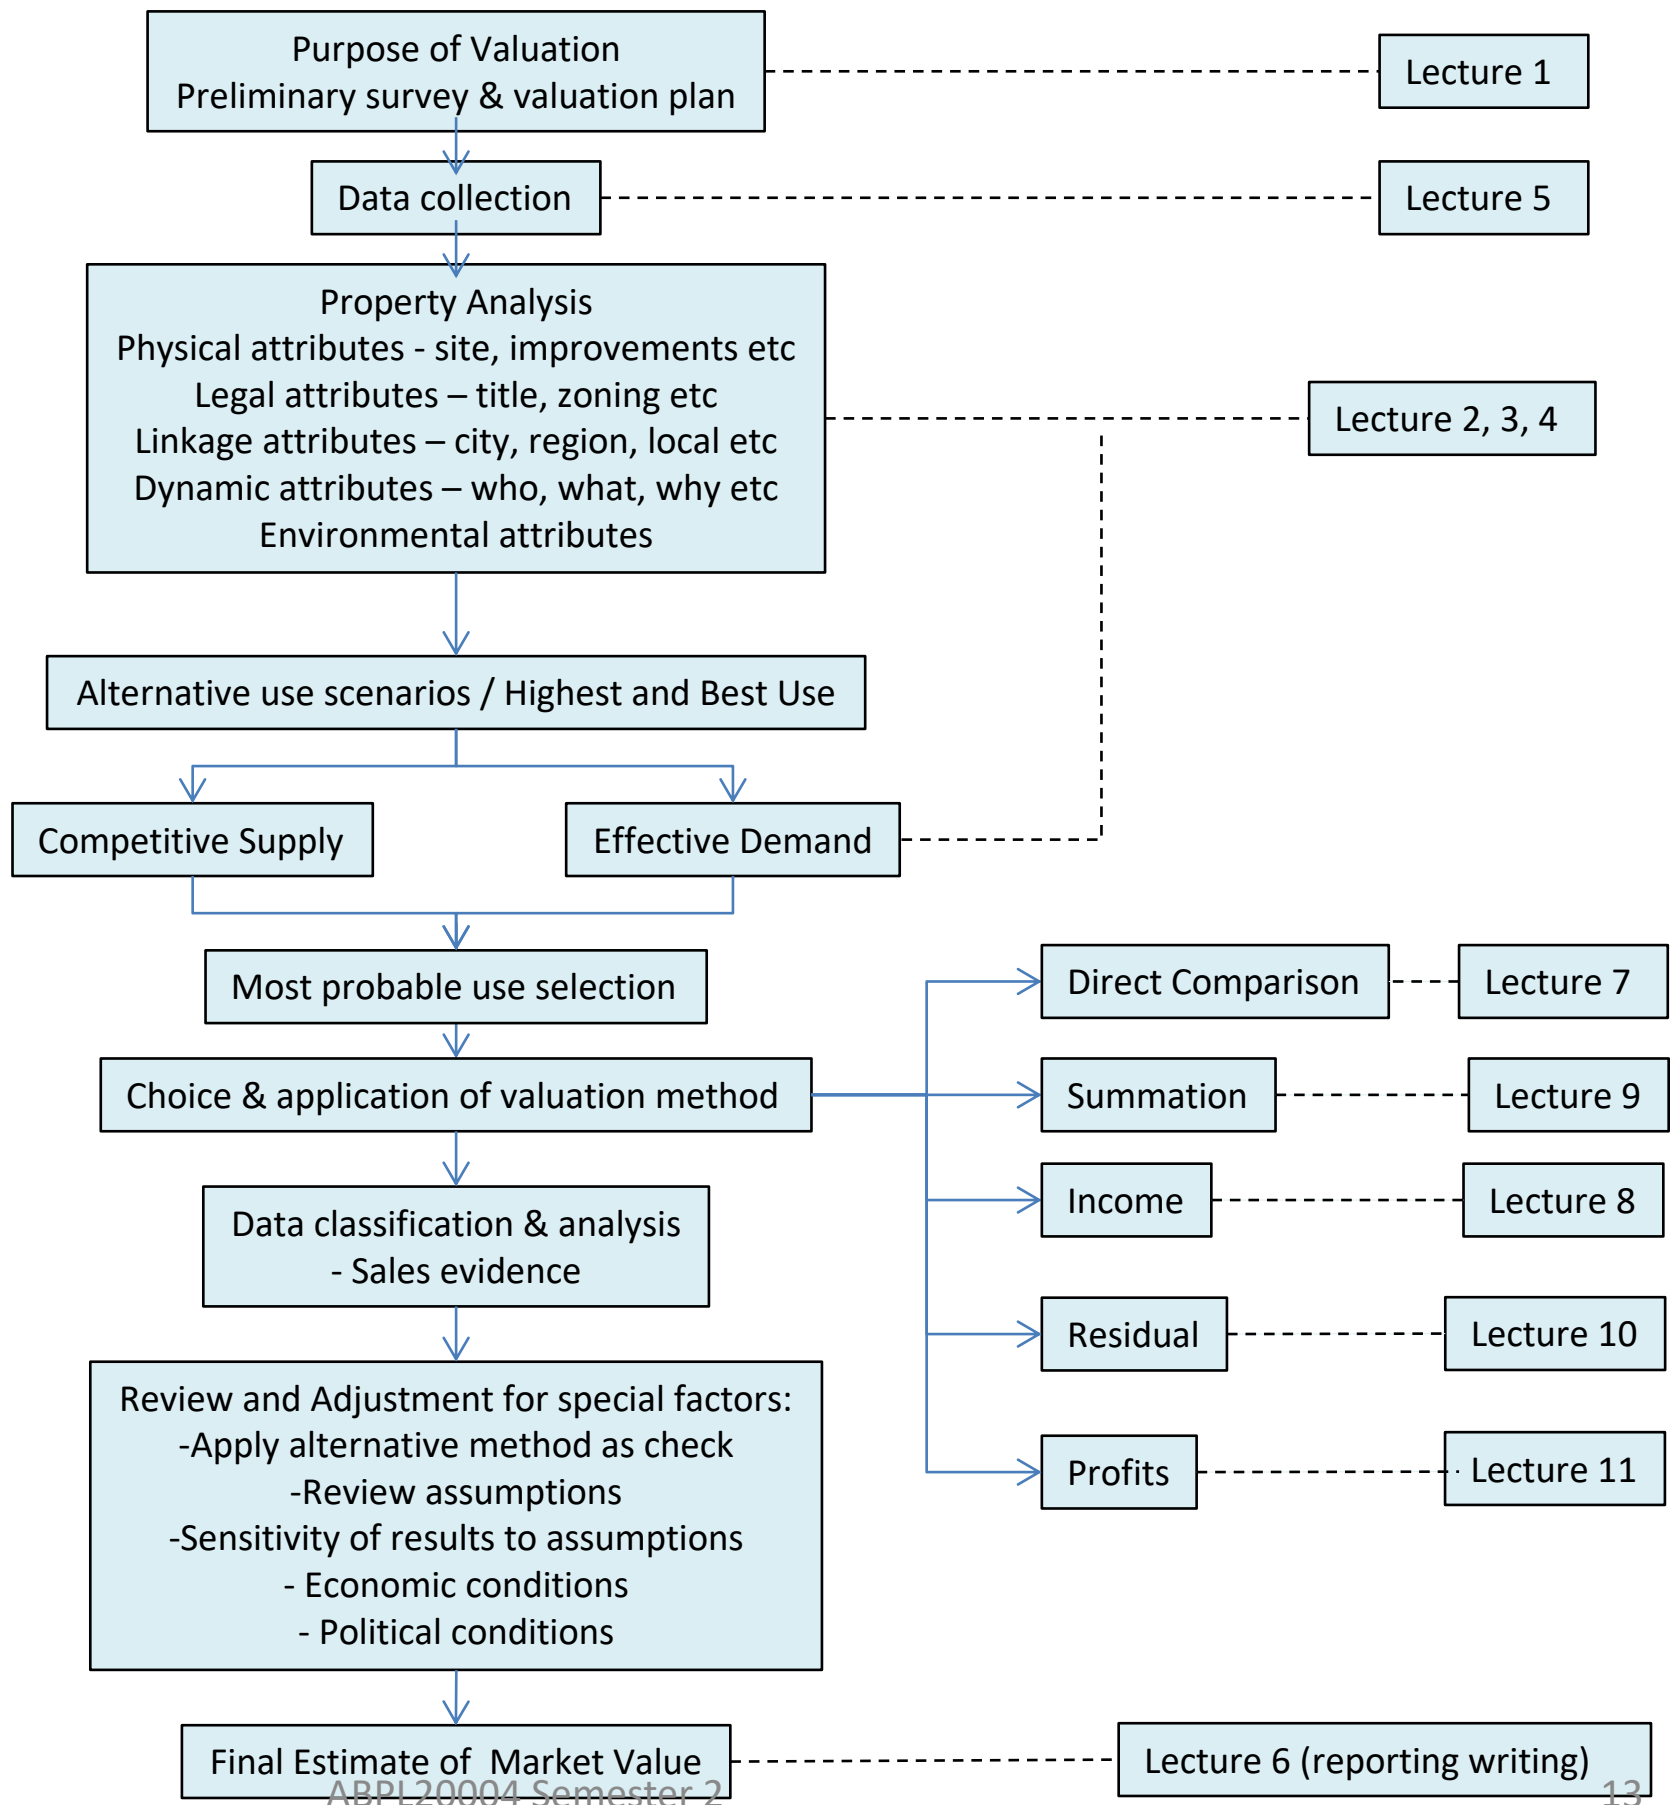 Purpose of Valuation
Preliminary survey & valuation plan
Lecture 1
Data collection
Lecture 5
Property Analysis
Physical attributes - site, improvements etc
Legal attributes – title, zoning etc
Linkage attributes – city, region, local etc
Dynamic attributes – who, what, why etc
Environmental attributes
Lecture 2, 3, 4
Alternative use scenarios / Highest and Best Use
Competitive Supply
Effective Demand
Most probable use selection
Choice & application of valuation method
Direct Comparison
Lecture 7
Summation
Lecture 9
Income
Lecture 8
Residual
Lecture 10
Profits
Lecture 11
Data classification & analysis
- Sales evidence
Review and Adjustment for special factors:
-Apply alternative method as check
-Review assumptions
-Sensitivity of results to assumptions
- Economic conditions
- Political conditions
Final Estimate of  Market Value
Lecture 6 (reporting writing)
ABPL20004 Semester 2
13